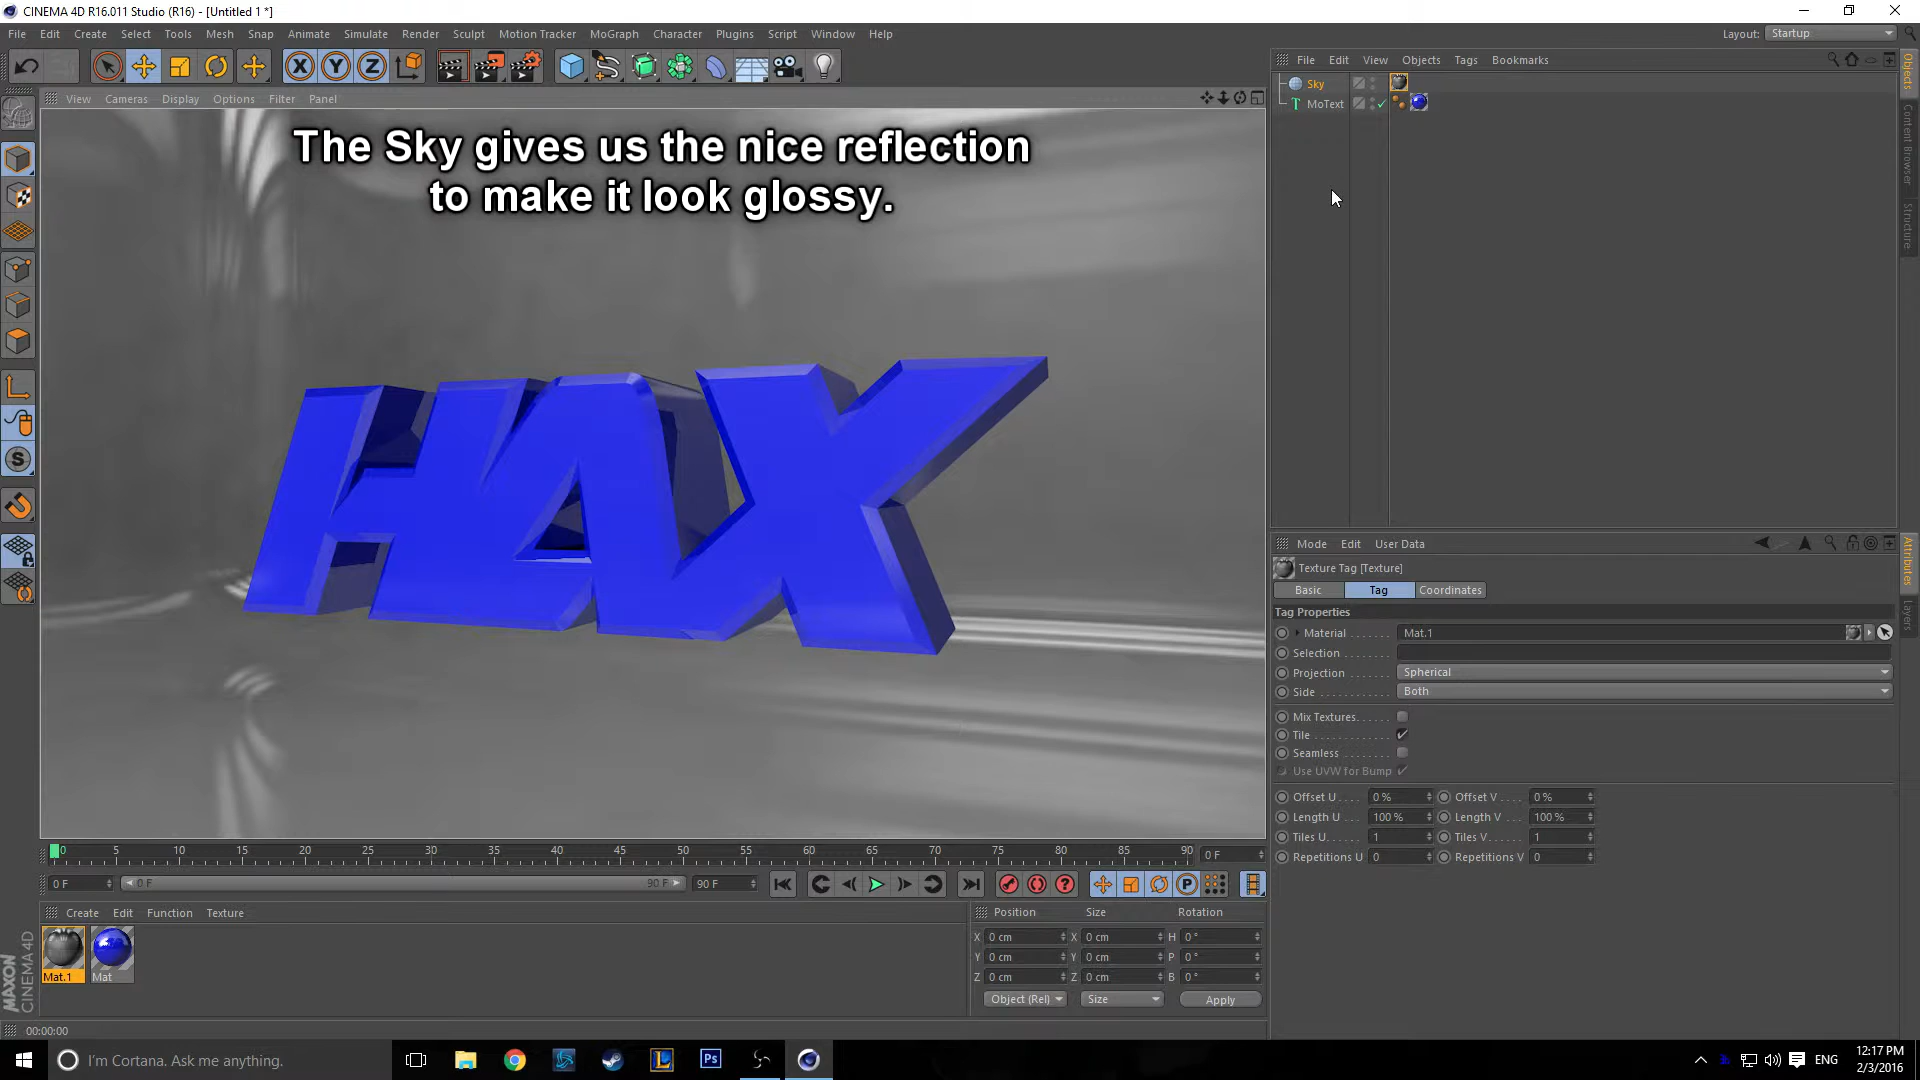 CINEMA 4D R16.011 Studio (R16) - [Untitled 1 *]
File Edit Create Select Tools Mesh Snap Animate Simulate Render Sculpt Motion Tracker MoGraph Character Plugins Script Window Help
Layout: Startup
View Cameras Display Options Filter Panel
The Sky gives us the nice reflection
to make it look glossy.
HAX
File Edit View Objects Tags Bookmarks
Sky
MoText
Objects
Content Browser
Structure
Mode Edit User Data
Texture Tag [Texture]
Basic Tag Coordinates
Tag Properties
Material Mat.1
Selection
Projection Spherical
Side Both
Mix Textures
Tile
Seamless
Use UVW for Bump
Offset U 0 % Offset V 0 %
Length U 100 % Length V 100 %
Tiles U 1 Tiles V 1
Repetitions U 0 Repetitions V 0
Attributes
Layers
0 5 10 15 20 25 30 35 40 45 50 55 60 65 70 75 80 85 90 0 F
0 F 0 F 90 F 90 F
Create Edit Function Texture
Mat.1 Mat
Position Size Rotation
X 0 cm X 0 cm H 0 °
Y 0 cm Y 0 cm P 0 °
Z 0 cm Z 0 cm B 0 °
Object (Rel) Size Apply
MAXON
CINEMA 4D
00:00:00
I'm Cortana. Ask me anything.
Ps
ENG
12:17 PM
2/3/2016